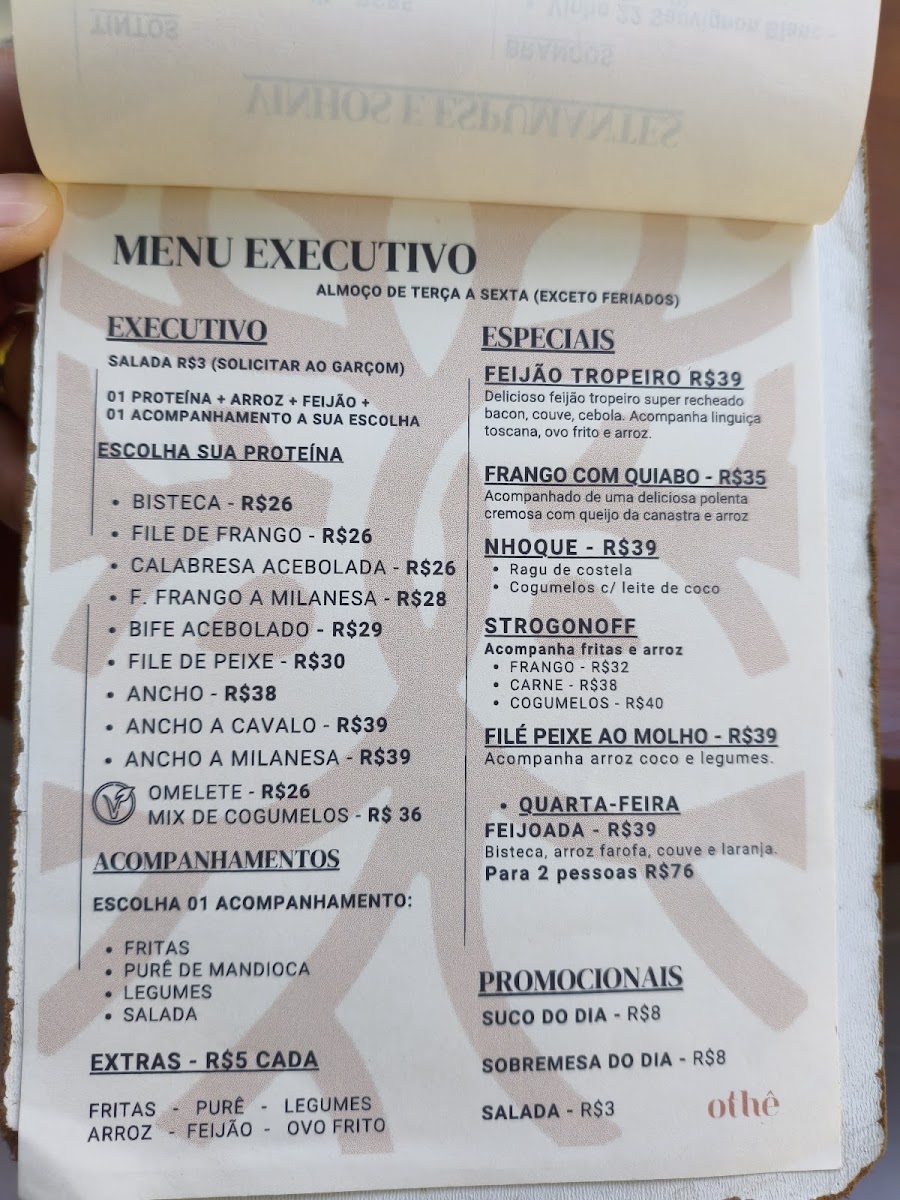 TINTOS
BRANCOS
VINHOS E ESPUMANTES
MENU EXECUTIVO
ALMOÇO DE TERÇA A SEXTA (EXCETO FERIADOS)
EXECUTIVO
SALADA R$3 (SOLICITAR AO GARÇOM)
01 PROTEÍNA + ARROZ + FEIJÃO +
01 ACOMPANHAMENTO A SUA ESCOLHA
ESCOLHA SUA PROTEÍNA
• BISTECA - R$26
• FILE DE FRANGO - R$26
• CALABRESA ACEBOLADA - R$26
• F. FRANGO A MILANESA - R$28
• BIFE ACEBOLADO - R$29
• FILE DE PEIXE - R$30
• ANCHO - R$38
• ANCHO A CAVALO - R$39
• ANCHO A MILANESA - R$39
OMELETE - R$26
MIX DE COGUMELOS - R$ 36
ACOMPANHAMENTOS
ESCOLHA 01 ACOMPANHAMENTO:
• FRITAS
• PURÊ DE MANDIOCA
• LEGUMES
• SALADA
EXTRAS - R$5 CADA
FRITAS - PURÊ - LEGUMES
ARROZ - FEIJÃO - OVO FRITO
ESPECIAIS
FEIJÃO TROPEIRO R$39
Delicioso feijão tropeiro super recheado
bacon, couve, cebola. Acompanha linguiça
toscana, ovo frito e arroz.
FRANGO COM QUIABO - R$35
Acompanhado de uma deliciosa polenta
cremosa com queijo da canastra e arroz
NHOQUE - R$39
• Ragu de costela
• Cogumelos c/ leite de coco
STROGONOFF
Acompanha fritas e arroz
• FRANGO - R$32
• CARNE - R$38
• COGUMELOS - R$40
FILÉ PEIXE AO MOLHO - R$39
Acompanha arroz coco e legumes.
• QUARTA-FEIRA
FEIJOADA - R$39
Bisteca, arroz farofa, couve e laranja.
Para 2 pessoas R$76
PROMOCIONAIS
SUCO DO DIA - R$8
SOBREMESA DO DIA - R$8
SALADA - R$3
othê